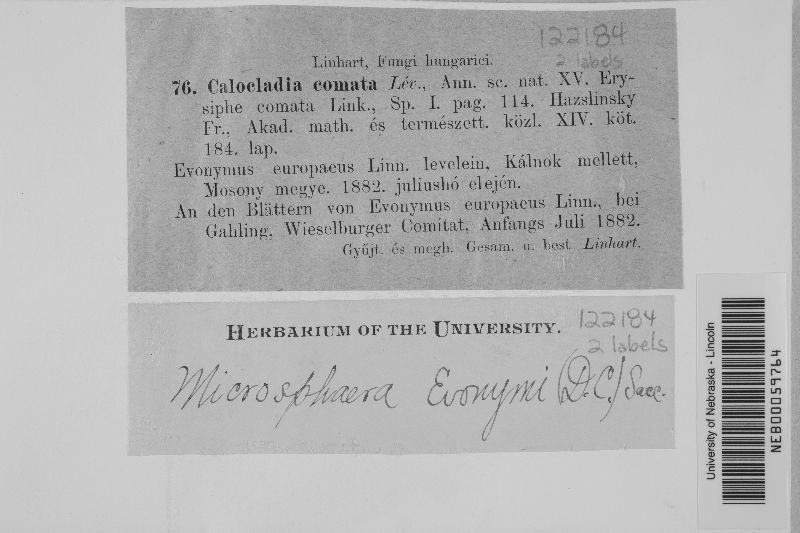 122184
2 labels
Linhart, Fungi hungarici.
76. Calocladia comata Lév., Ann. sc. nat. XV. Ery-
siphe comata Link., Sp. I. pag. 114. Hazslinsky
Fr., Akad. math. és természett. közl. XIV. köt.
184. lap.
Evonymus europaeus Linn. levelein, Kálnok mellett,
Mosony megye. 1882. juliushó elején.
An den Blättern von Evonymus europaeus Linn., bei
Gahling, Wieselburger Comitat, Anfangs Juli 1882.
Gyűjt. és megh. Gesam. u. best. Linhart.
HERBARIUM OF THE UNIVERSITY.
122184
2 labels
Microsphaera Evonymi (D.C.) Sacc.
University of Nebraska - Lincoln
NEB00059764